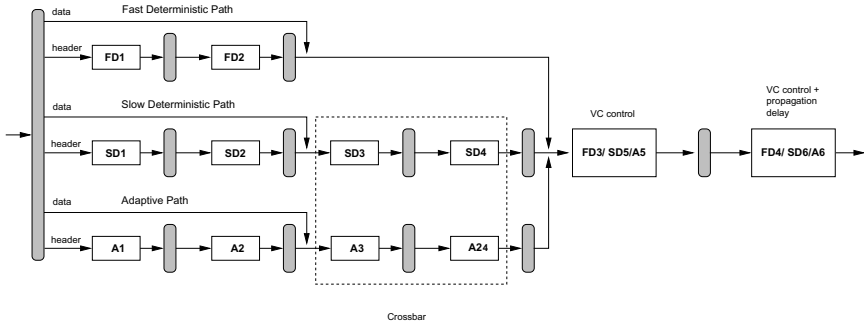 data
Fast Deterministic Path
header
FD1
FD2
data
Slow Deterministic Path
header
SD1
SD2
SD3
SD4
data
Adaptive Path
header
A1
A2
A3
A24
VC control
FD3/ SD5/A5
VC control +
propagation
delay
FD4/ SD6/A6
Crossbar